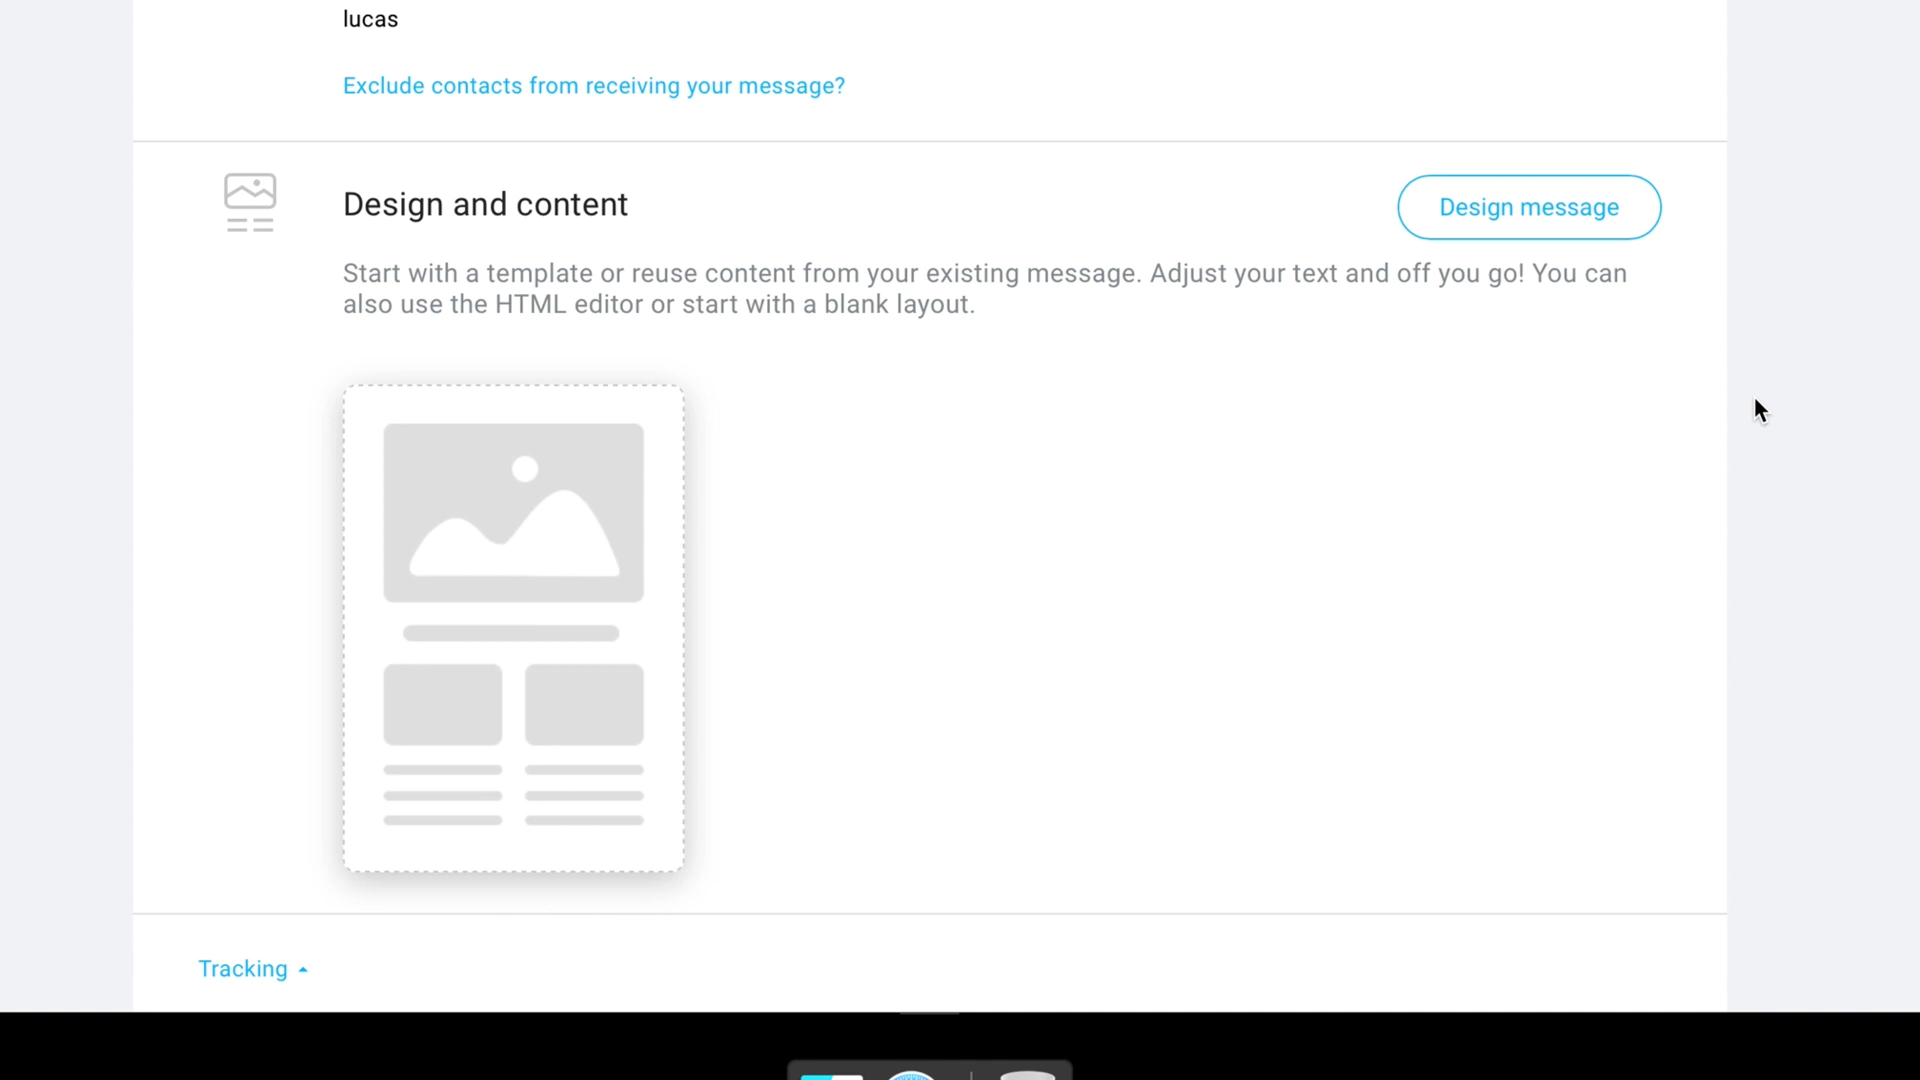 lucas
Exclude contacts from receiving your message?
Design and content
Design message
Start with a template or reuse content from your existing message. Adjust your text and off you go! You can
also use the HTML editor or start with a blank layout.
Tracking